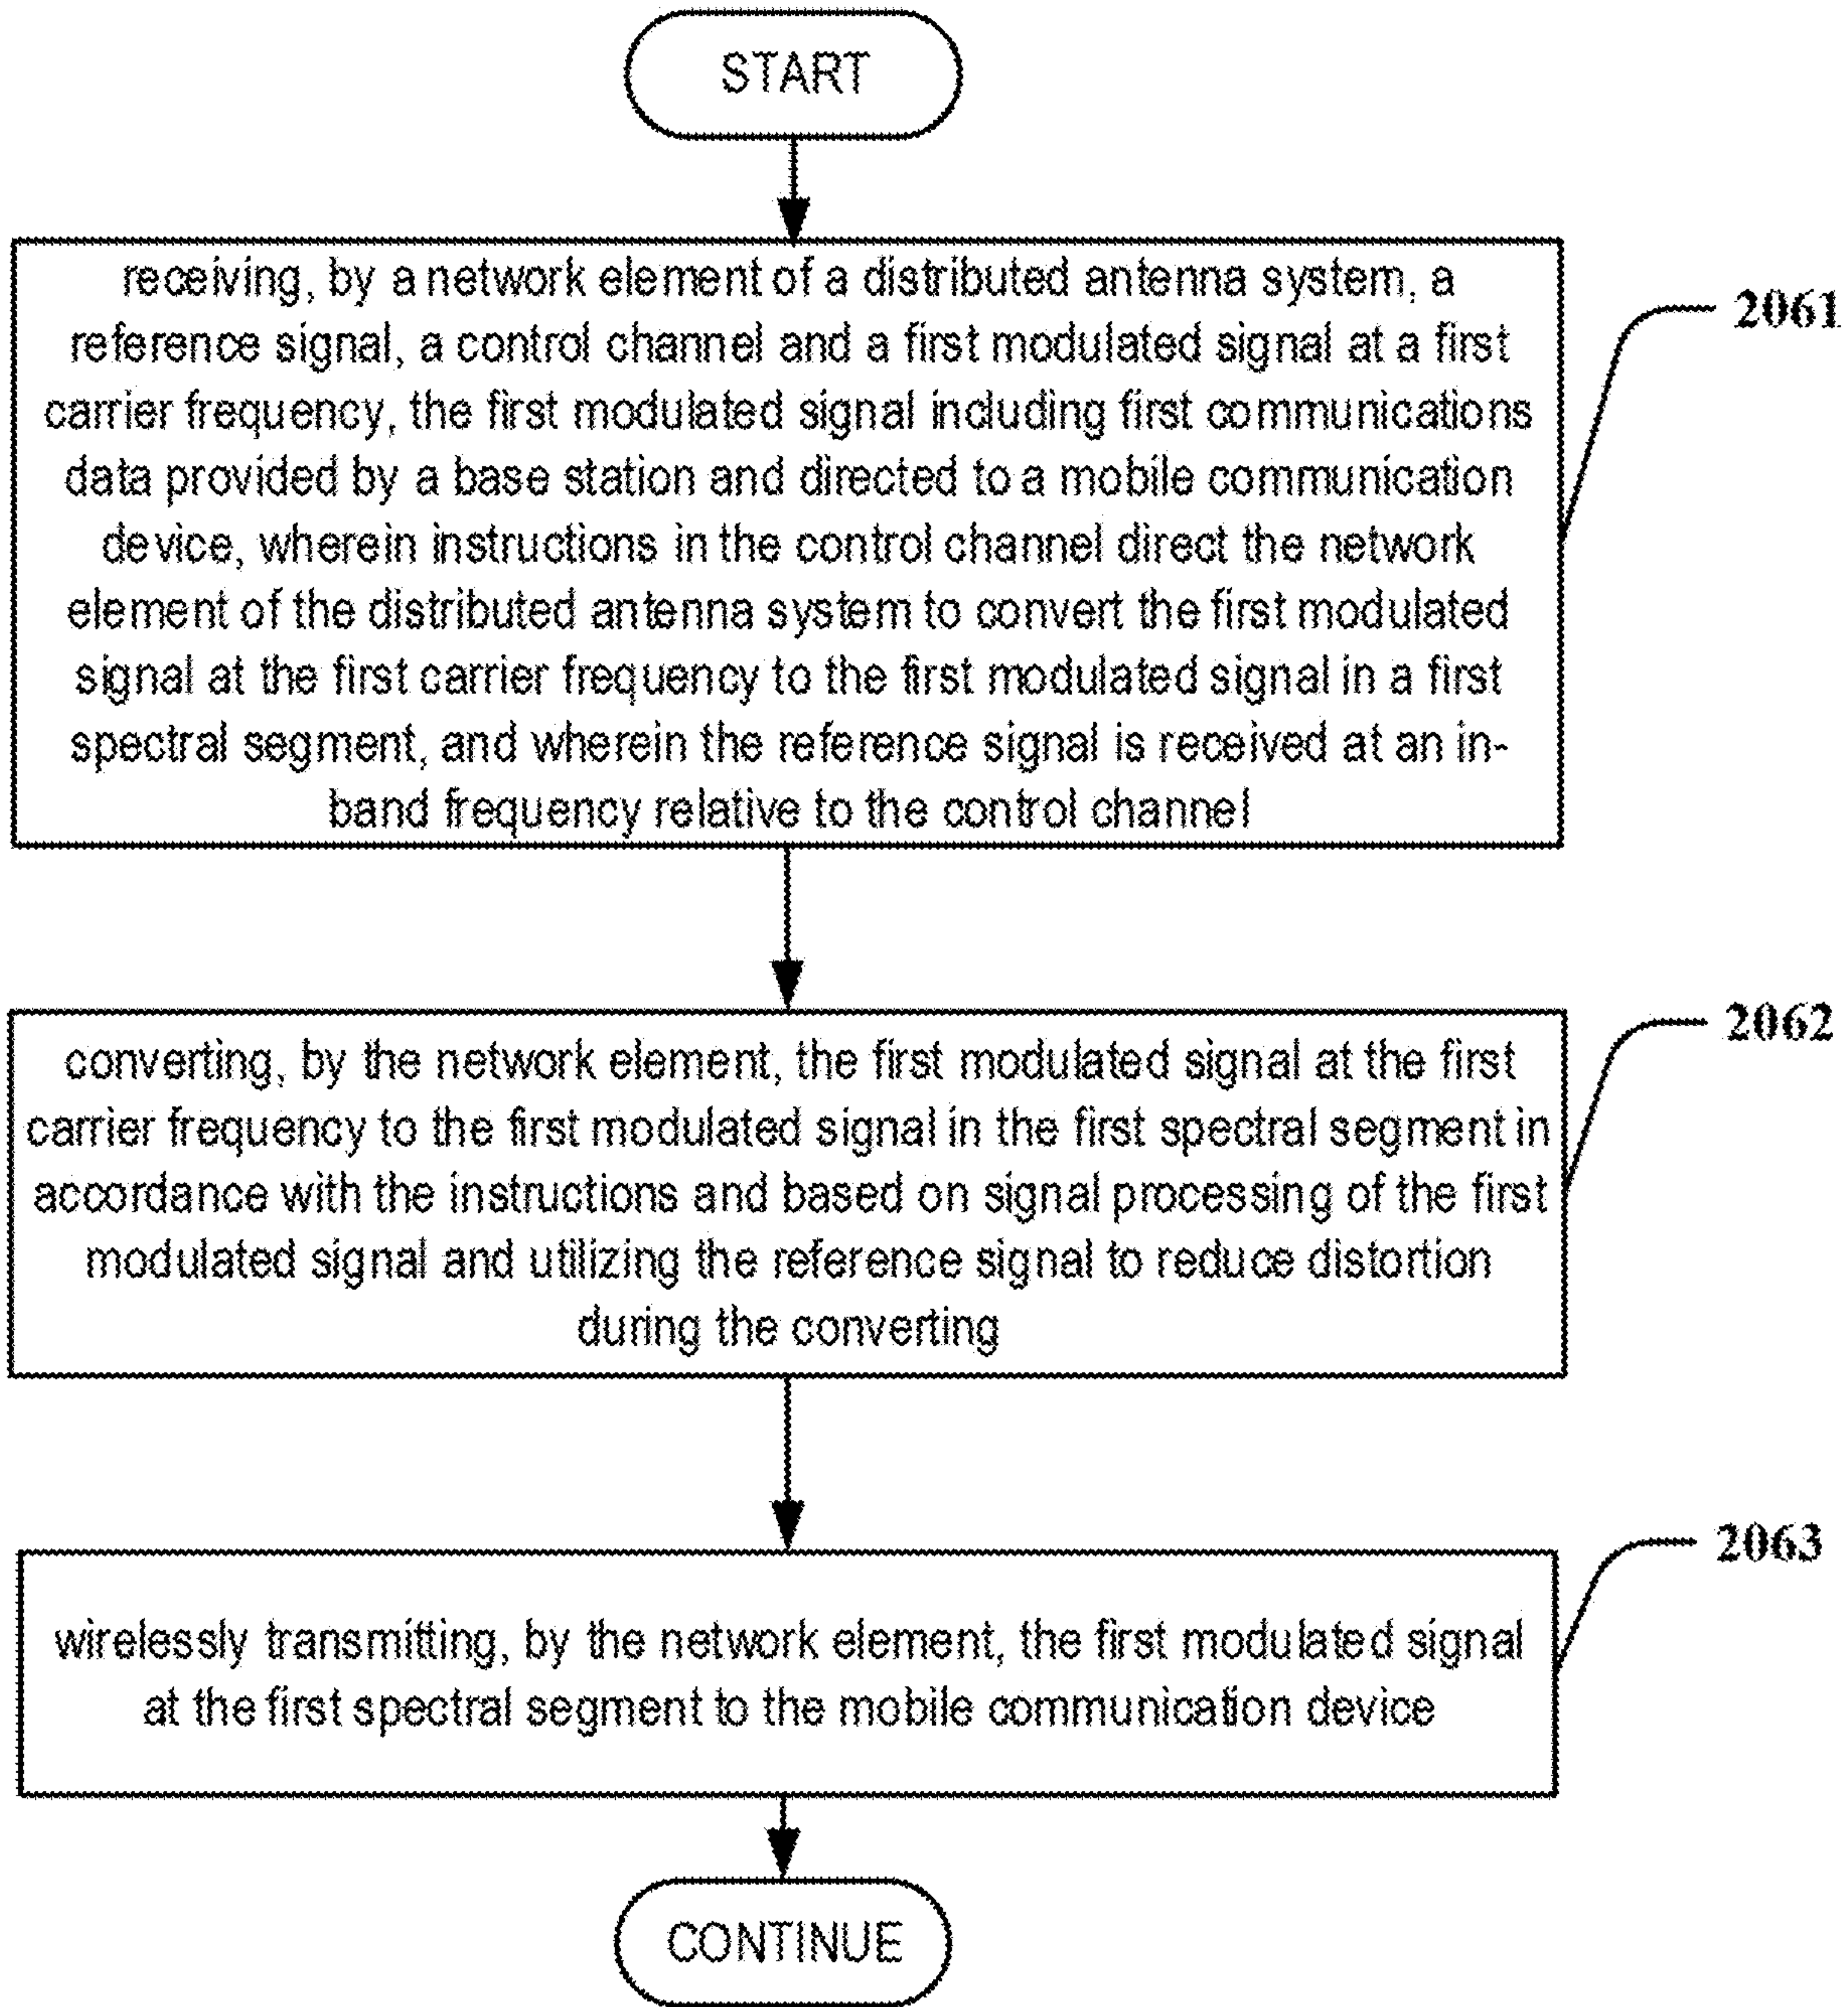 START
receiving, by a network element of a distributed antenna system, a
reference signal, a control channel and a first modulated signal at a first
carrier frequency, the first modulated signal including first communications
data provided by a base station and directed to a mobile communication
device, wherein instructions in the control channel direct the network
element of the distributed antenna system to convert the first modulated
signal at the first carrier frequency to the first modulated signal in a first
spectral segment, and wherein the reference signal is received at an in-
band frequency relative to the control channel
2061
converting, by the network element, the first modulated signal at the first
carrier frequency to the first modulated signal in the first spectral segment in
accordance with the instructions and based on signal processing of the first
modulated signal and utilizing the reference signal to reduce distortion
during the converting
2062
wirelessly transmitting, by the network element, the first modulated signal
at the first spectral segment to the mobile communication device
2063
CONTINUE